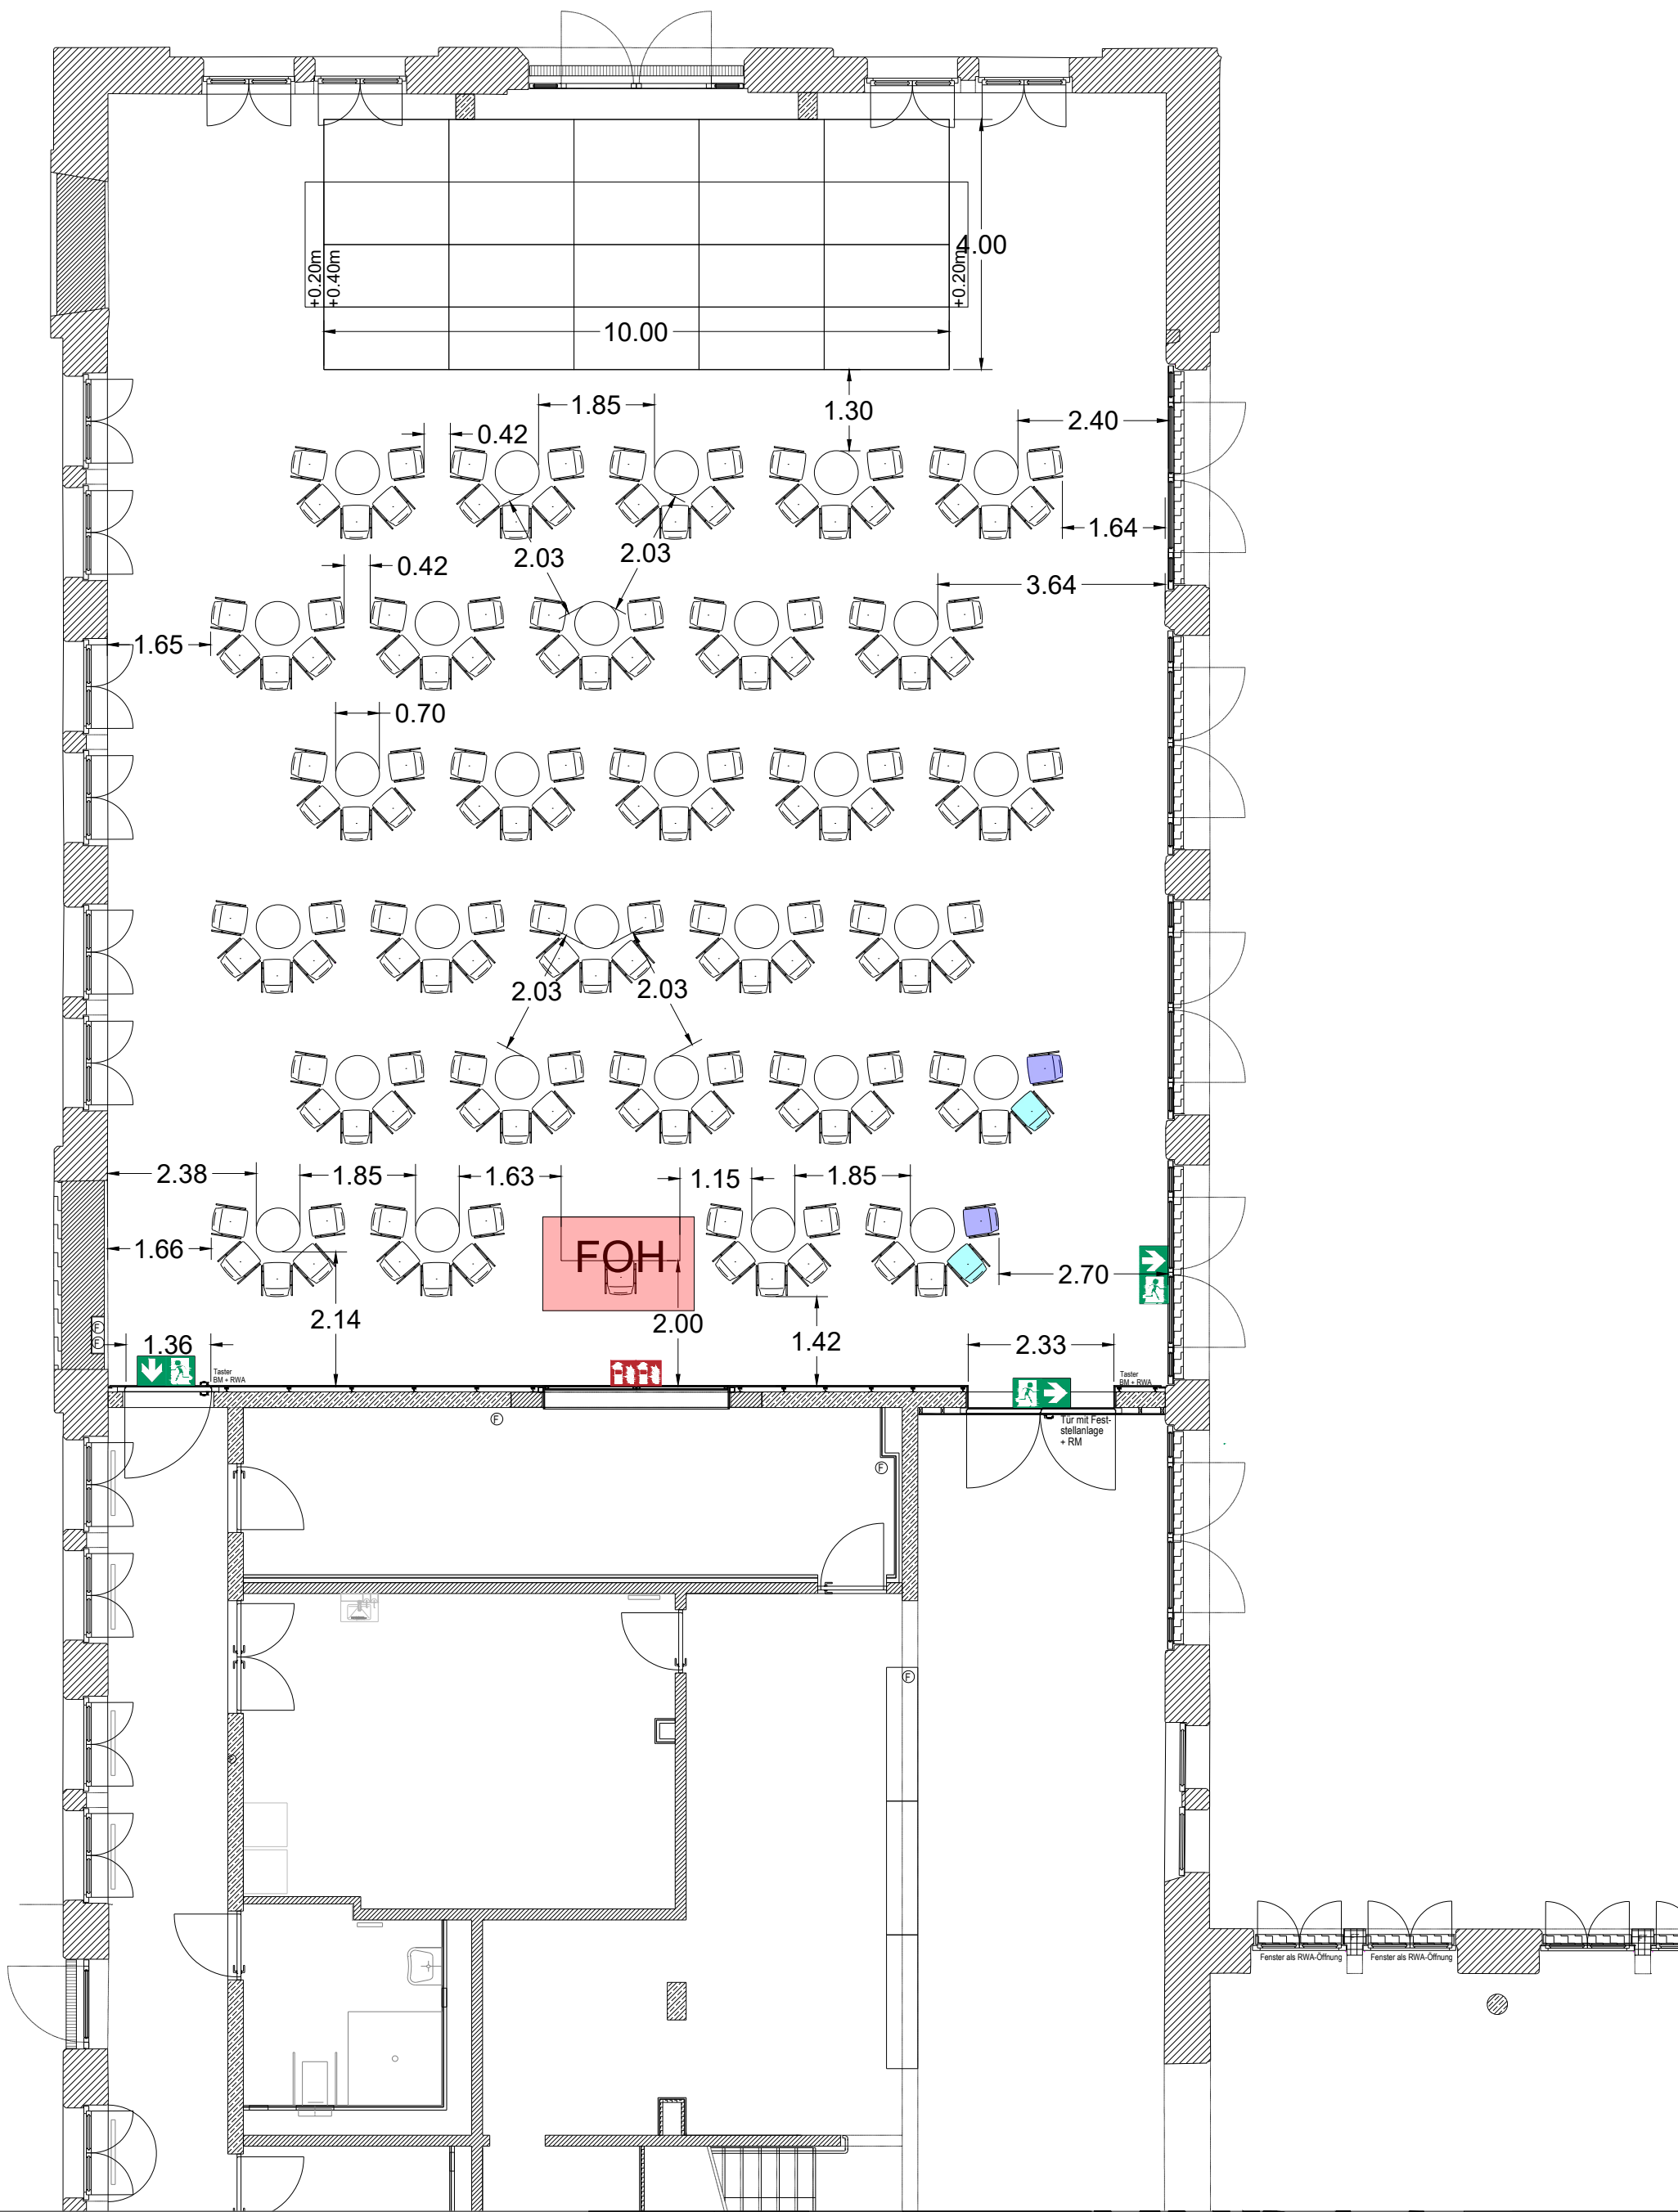 4.00
+0.20m
+0.40m
+0.20m
10.00
1.85
1.30
2.40
0.42
1.64
2.03
2.03
0.42
3.64
1.65
0.70
2.03
2.03
2.38
1.85
1.63
1.15
1.85
1.66
FOH
2.70
2.14
2.00
1.42
F
F
1.36
2.33
Taster
BM + RWA
Taster
BM + RWA
F
Tür mit Fest-
stellanlage
+ RM
F
F
Fenster als RWA-Öffnung
Fenster als RWA-Öffnung